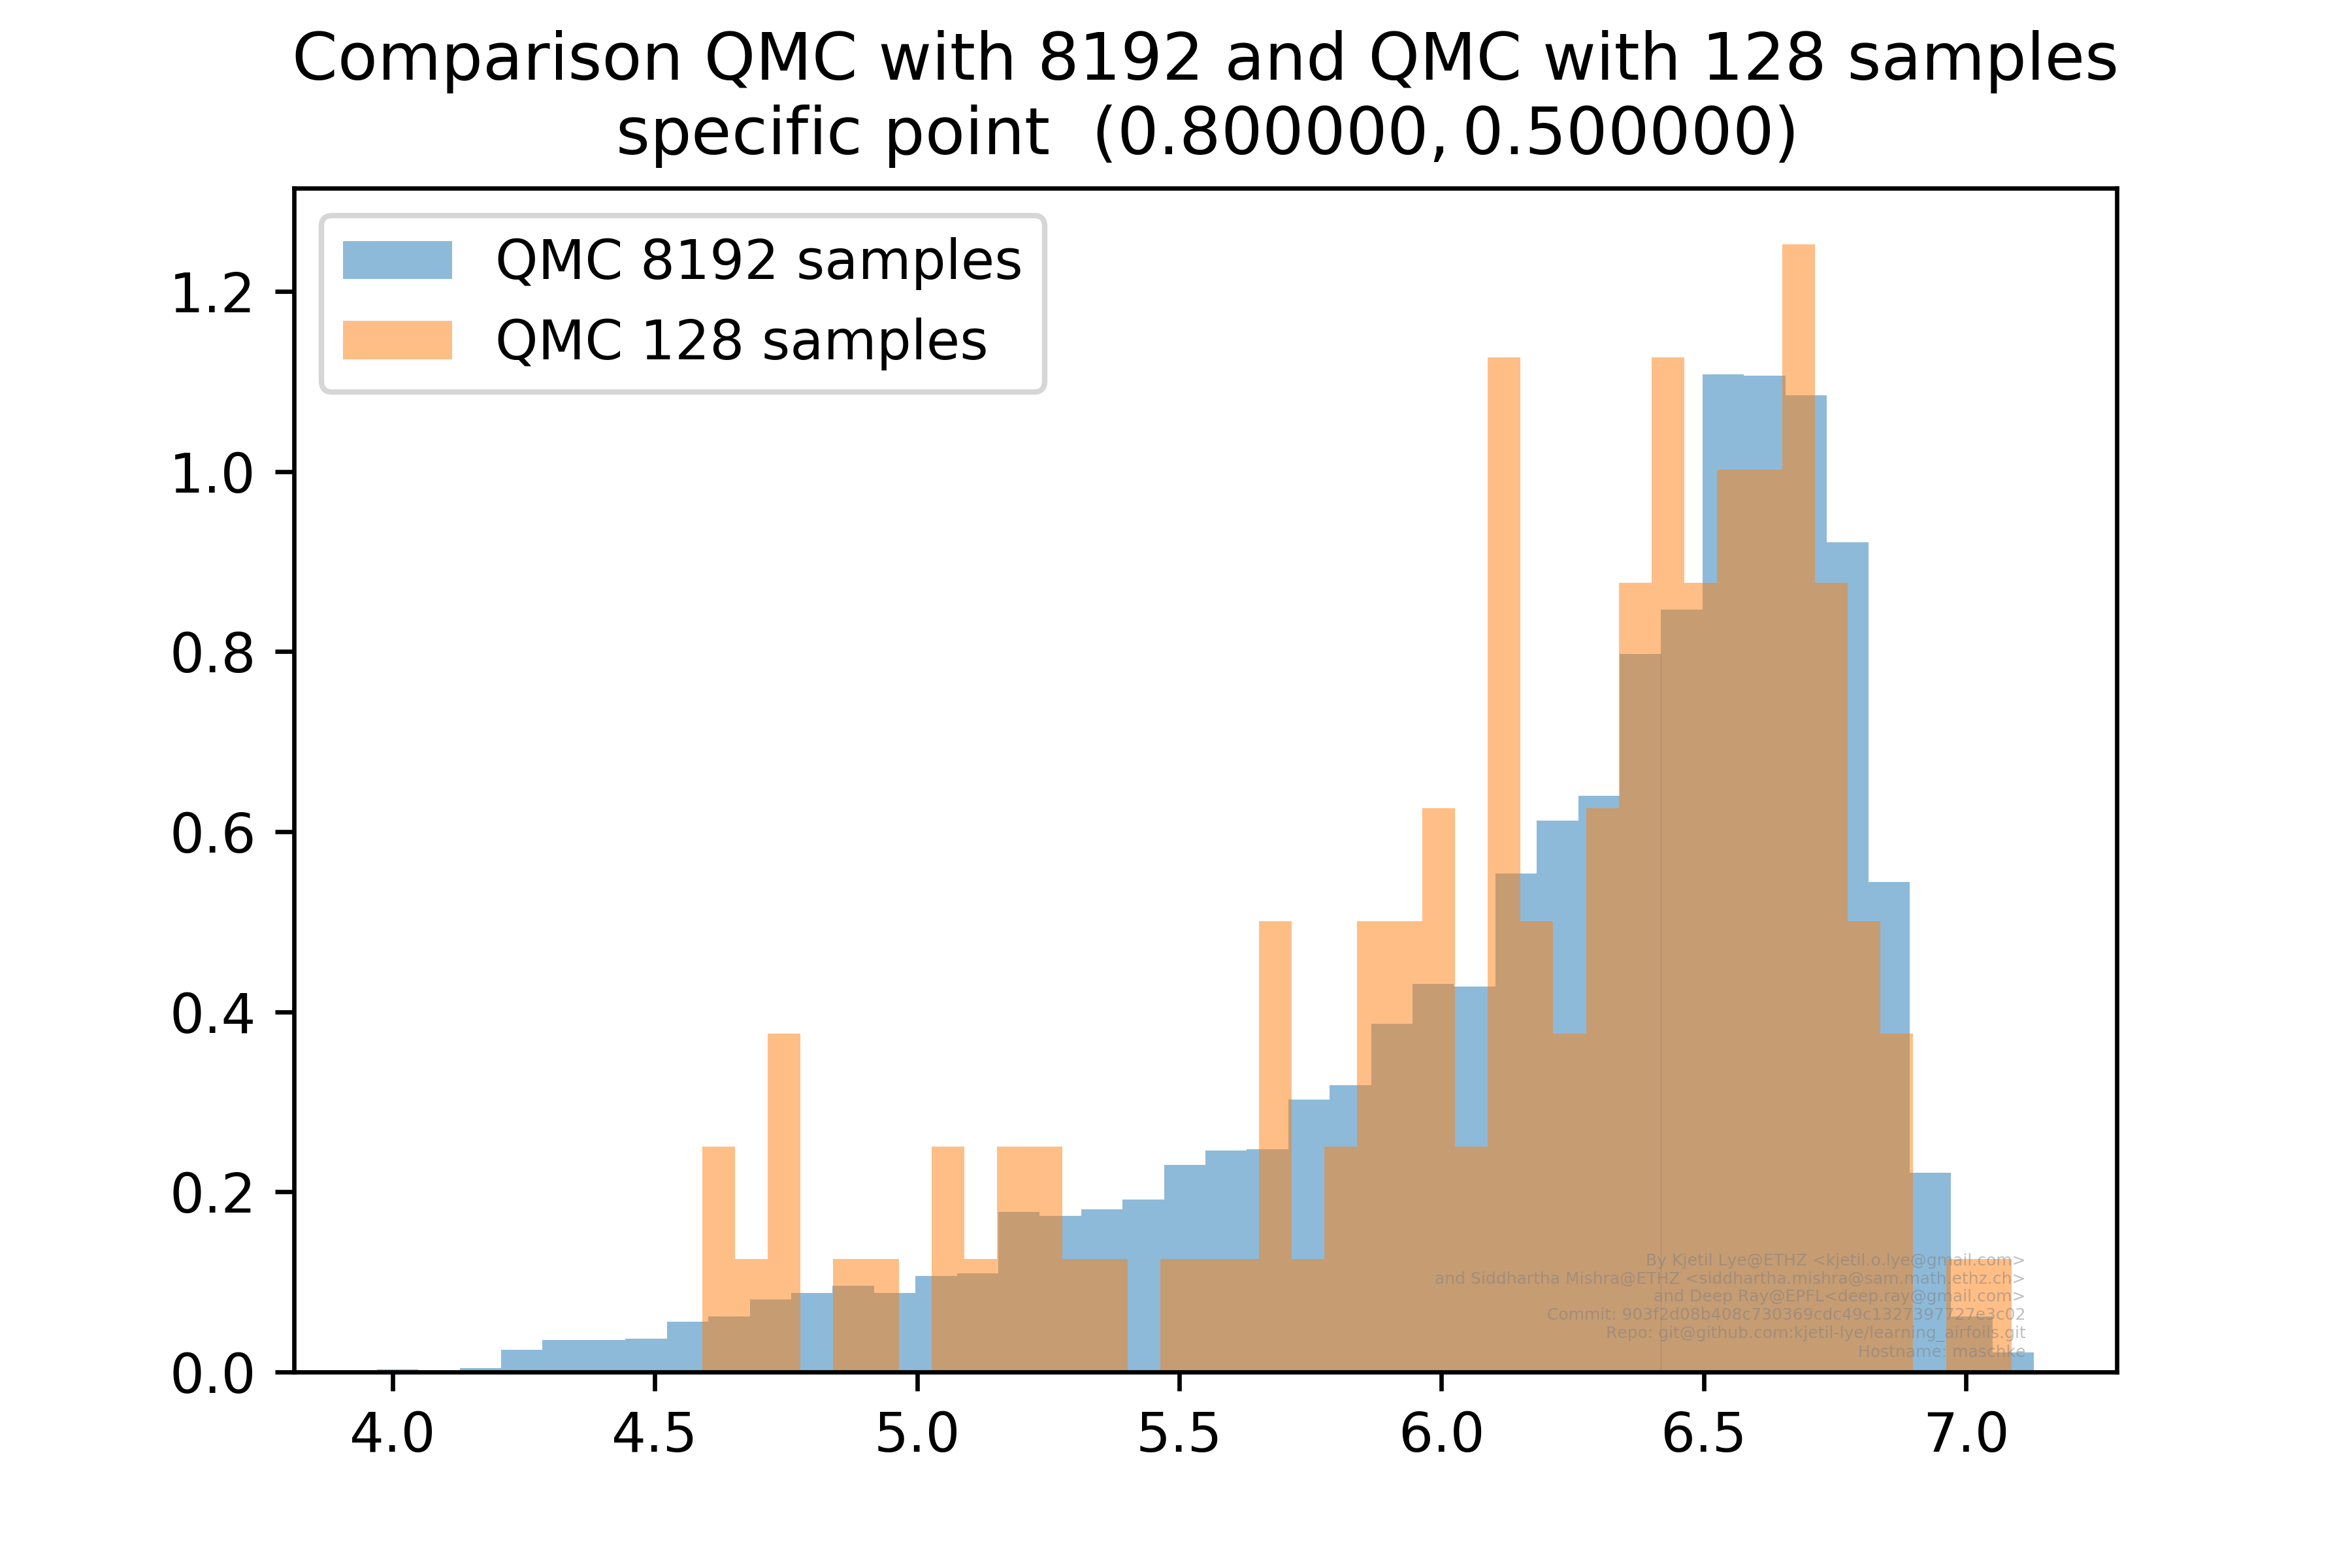 Comparison QMC with 8192 and QMC with 128 samples
specific point (0.800000, 0.500000)
QMC 8192 samples
QMC 128 samples
1.2
1.0
0.8
0.6
0.4
0.2
0.0
4.0 4.5 5.0 5.5 6.0 6.5 7.0
By Kjetil Lye@ETHZ <kjetil.o.lye@gmail.com>
and Siddhartha Mishra@ETHZ <siddhartha.mishra@sam.math.ethz.ch>
and Deep Ray@EPFL<deep.ray@gmail.com>
Commit: 903f2d08b408c730369cdc49c1327397727e3c02
Repo: git@github.com:kjetil-lye/learning_airfoils.git
Hostname: maschke